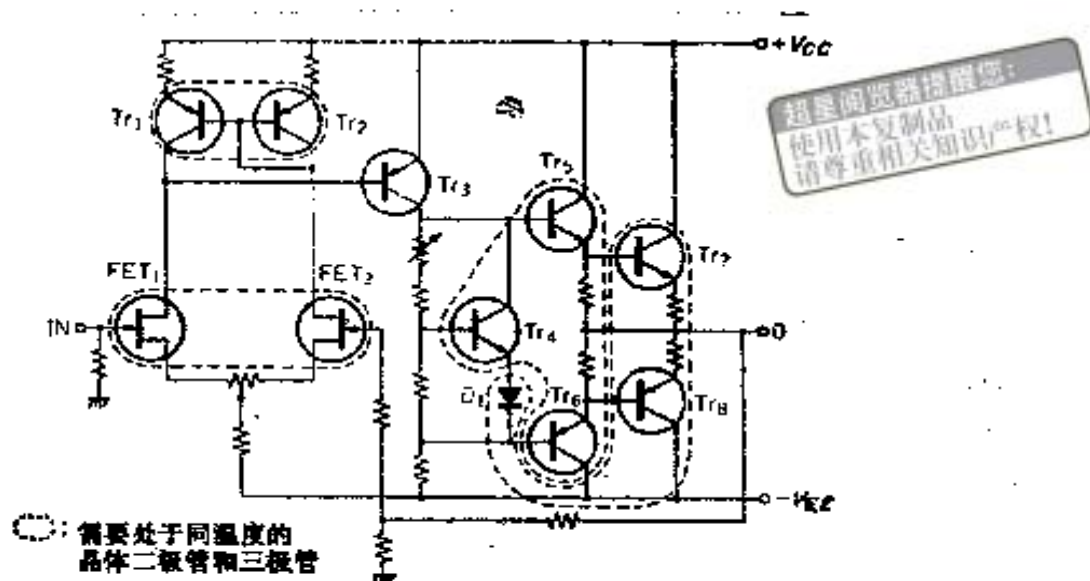 +Vcc
超星阅览器提醒您:
使用本复制品
请尊重相关知识产权!
Tr1
Tr2
Tr3
Tr5
Tr7
FET1
FET2
IN
Tr4
O
D1
Tr6
Tr8
-VEE
: 需要处于同温度的
晶体二极管和三极管